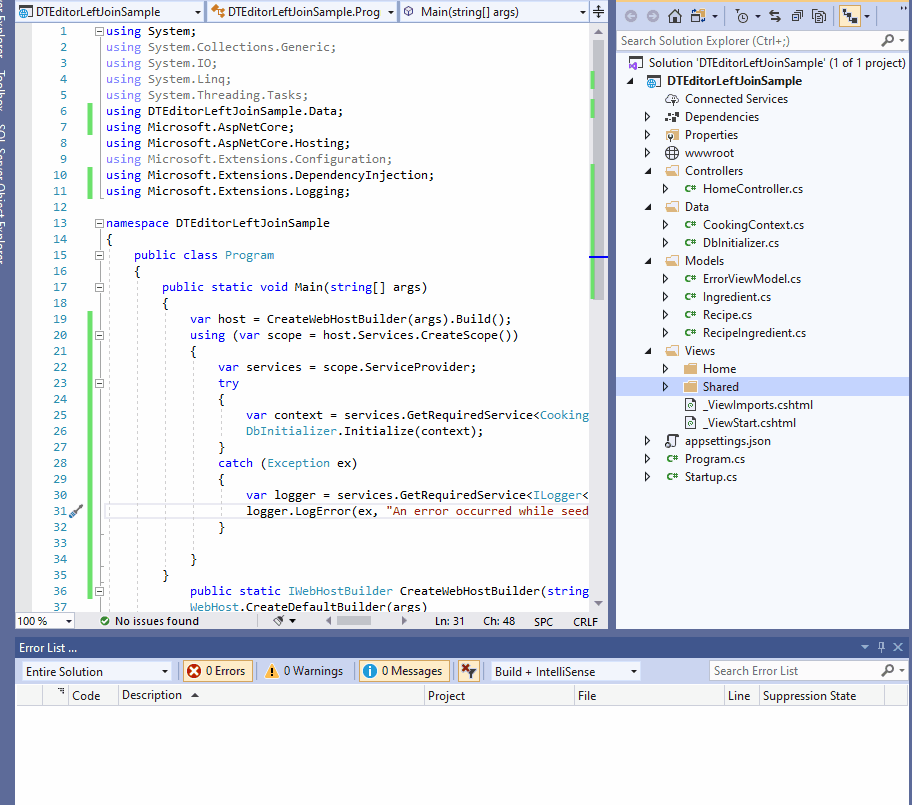 DTEditorLeftJoinSample
DTEditorLeftJoinSample.Prog
Main(string[] args)
1 using System;
2 using System.Collections.Generic;
3 using System.IO;
4 using System.Linq;
5 using System.Threading.Tasks;
6 using DTEditorLeftJoinSample.Data;
7 using Microsoft.AspNetCore;
8 using Microsoft.AspNetCore.Hosting;
9 using Microsoft.Extensions.Configuration;
10 using Microsoft.Extensions.DependencyInjection;
11 using Microsoft.Extensions.Logging;
12
13 namespace DTEditorLeftJoinSample
14 {
15 public class Program
16 {
17 public static void Main(string[] args)
18 {
19 var host = CreateWebHostBuilder(args).Build();
20 using (var scope = host.Services.CreateScope())
21 {
22 var services = scope.ServiceProvider;
23 try
24 {
25 var context = services.GetRequiredService<Cooking
26 DbInitializer.Initialize(context);
27 }
28 catch (Exception ex)
29 {
30 var logger = services.GetRequiredService<ILogger<
31 logger.LogError(ex, "An error occurred while seed
32 }
33
34 }
35 }
36 public static IWebHostBuilder CreateWebHostBuilder(string
37 WebHost.CreateDefaultBuilder(args)
100 %
No issues found
Ln: 31
Ch: 48
SPC
CRLF
Toolbox
SQL Server Object Explorer
Search Solution Explorer (Ctrl+;)
Solution 'DTEditorLeftJoinSample' (1 of 1 project)
DTEditorLeftJoinSample
Connected Services
Dependencies
Properties
wwwroot
Controllers
C# HomeController.cs
Data
C# CookingContext.cs
C# DbInitializer.cs
Models
C# ErrorViewModel.cs
C# Ingredient.cs
C# Recipe.cs
C# RecipeIngredient.cs
Views
Home
Shared
_ViewImports.cshtml
_ViewStart.cshtml
appsettings.json
C# Program.cs
C# Startup.cs
Error List ...
Entire Solution
0 Errors
0 Warnings
0 Messages
Build + IntelliSense
Search Error List
Code
Description
Project
File
Line
Suppression State